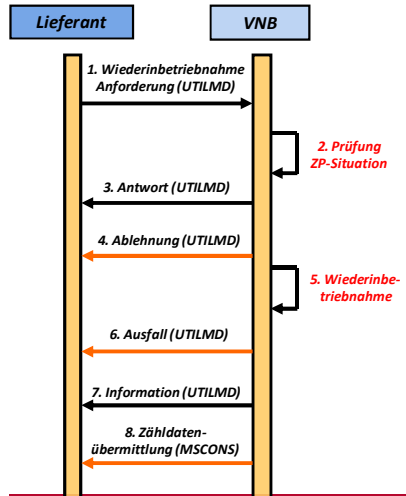 Lieferant
VNB
1. Wiederinbetriebnahme
Anforderung (UTILMD)
2. Prüfung
ZP-Situation
3. Antwort (UTILMD)
4. Ablehnung (UTILMD)
5. Wiederinbe-
triebnahme
6. Ausfall (UTILMD)
7. Information (UTILMD)
8. Zähldaten-
übermittlung (MSCONS)